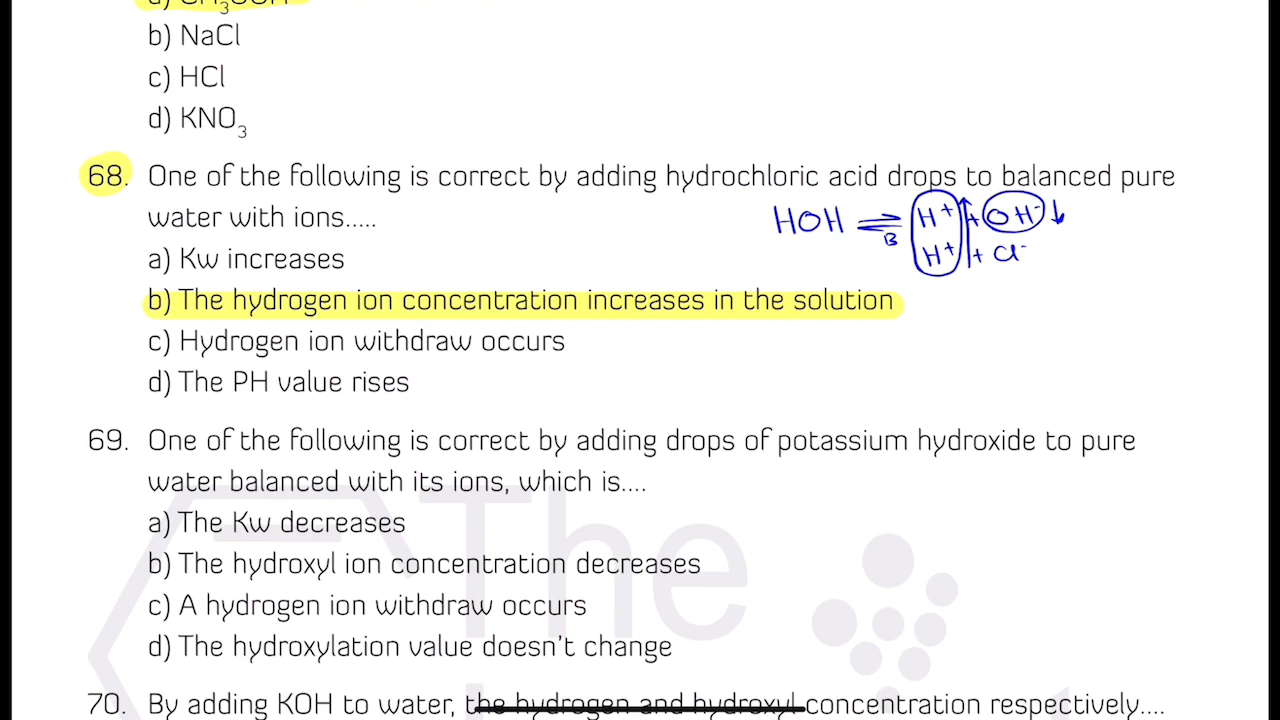 a) CH₃COOH
b) NaCl
c) HCl
d) KNO₃
68. One of the following is correct by adding hydrochloric acid drops to balanced pure
water with ions.....
HOH ⇌ H⁺ ↑ + OH⁻ ↓
B
H⁺ + Cl⁻
a) Kw increases
b) The hydrogen ion concentration increases in the solution
c) Hydrogen ion withdraw occurs
d) The PH value rises
69. One of the following is correct by adding drops of potassium hydroxide to pure
water balanced with its ions, which is....
a) The Kw decreases
b) The hydroxyl ion concentration decreases
c) A hydrogen ion withdraw occurs
d) The hydroxylation value doesn't change
The
70. By adding KOH to water, the hydrogen and hydroxyl concentration respectively....